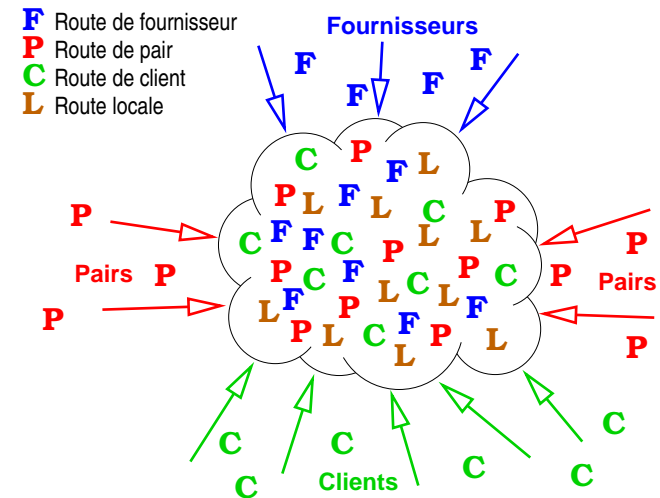 F Route de fournisseur
P Route de pair
C Route de client
L Route locale
Fournisseurs
F F
F F
C P L
F
P P L F L C P
F F C L L
P
C P C F P C
L C L
L F P F
P L C P L
L
P P
Pairs P P Pairs
P P
C C C C
C Clients C